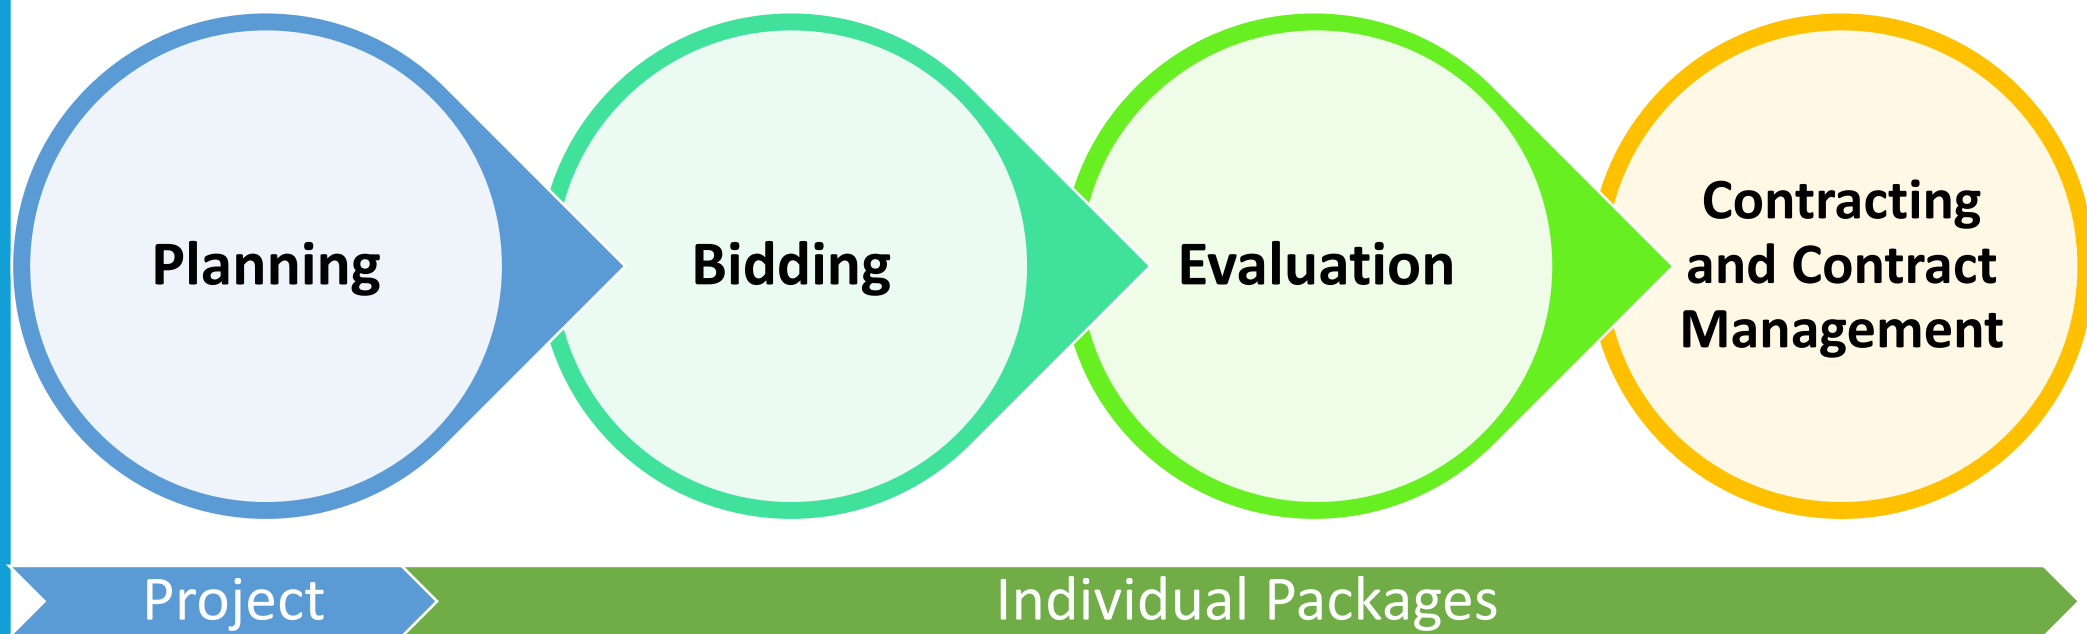 Planning
Bidding
Evaluation
Contracting
and Contract
Management
Project
Individual Packages